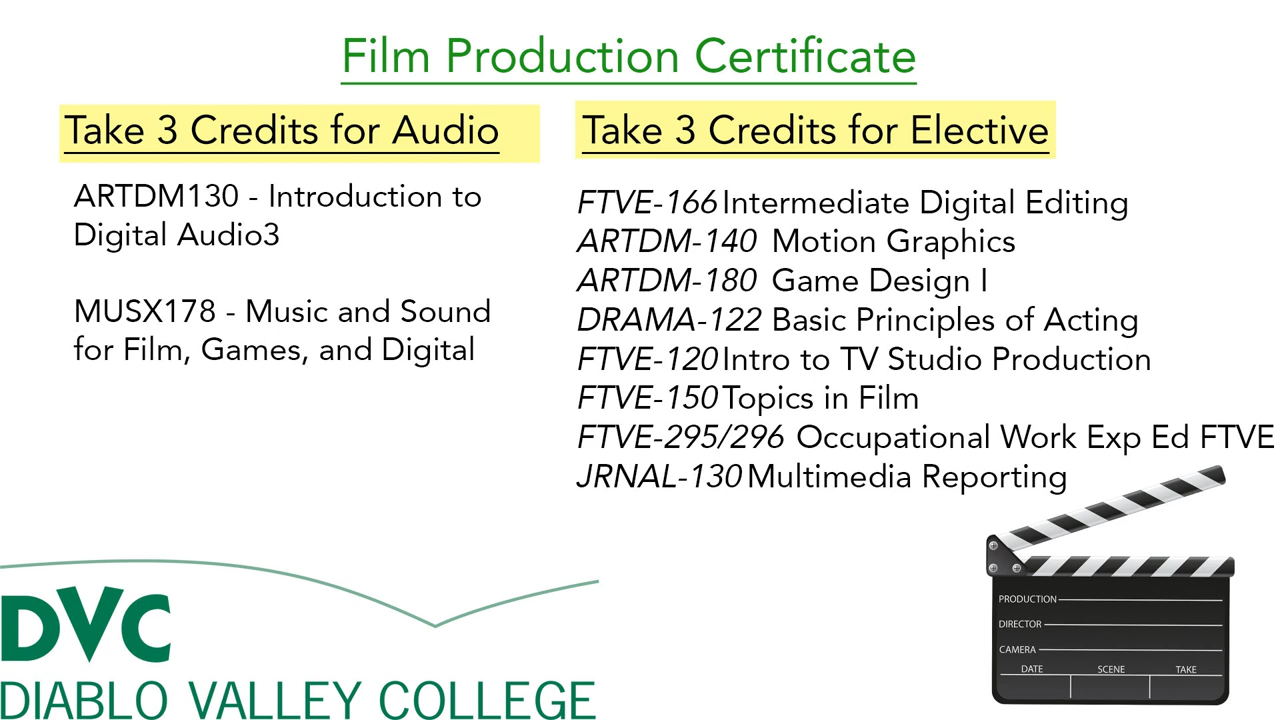 Film Production Certificate
Take 3 Credits for Audio
ARTDM130 - Introduction to
Digital Audio3
MUSX178 - Music and Sound
for Film, Games, and Digital
Take 3 Credits for Elective
FTVE-166 Intermediate Digital Editing
ARTDM-140 Motion Graphics
ARTDM-180 Game Design I
DRAMA-122 Basic Principles of Acting
FTVE-120 Intro to TV Studio Production
FTVE-150 Topics in Film
FTVE-295/296 Occupational Work Exp Ed FTVE
JRNAL-130 Multimedia Reporting
DVC
DIABLO VALLEY COLLEGE
PRODUCTION
DIRECTOR
CAMERA
DATE SCENE TAKE